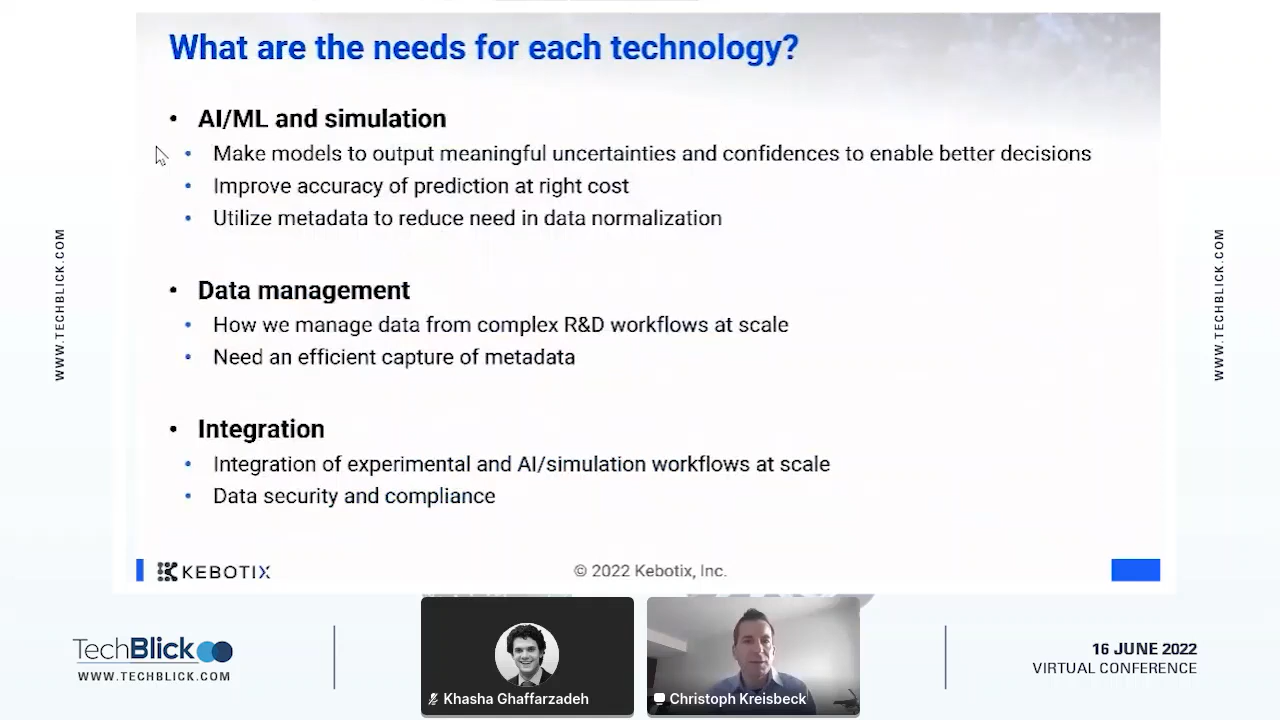 What are the needs for each technology?
• AI/ML and simulation
• Make models to output meaningful uncertainties and confidences to enable better decisions
• Improve accuracy of prediction at right cost
• Utilize metadata to reduce need in data normalization
• Data management
• How we manage data from complex R&D workflows at scale
• Need an efficient capture of metadata
• Integration
• Integration of experimental and AI/simulation workflows at scale
• Data security and compliance
KEBOTIX
© 2022 Kebotix, Inc.
WWW.TECHBLICK.COM
WWW.TECHBLICK.COM
TechBlick
WWW.TECHBLICK.COM
Khasha Ghaffarzadeh
Christoph Kreisbeck
16 JUNE 2022
VIRTUAL CONFERENCE